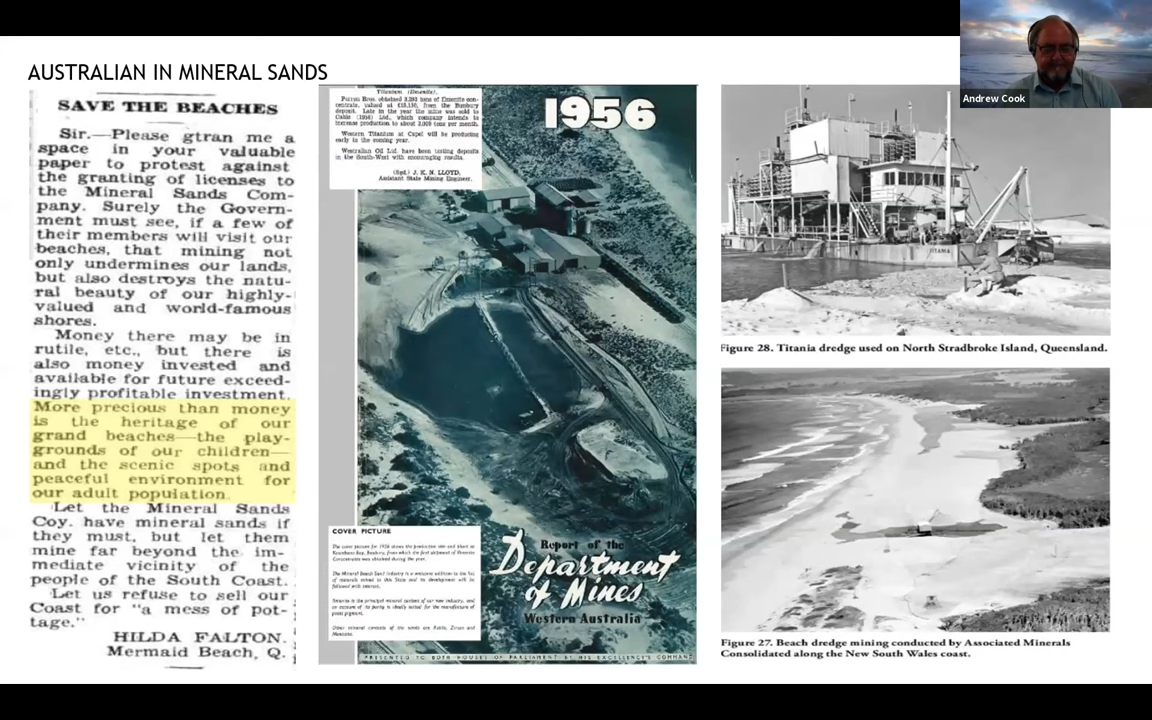 Andrew Cook
AUSTRALIAN IN MINERAL SANDS
SAVE THE BEACHES
Sir.—Please gtran me a
space in your valuable
paper to protest against
the granting of licenses to
the Mineral Sands Com-
pany. Surely the Govern-
ment must see, if a few of
their members will visit our
beaches, that mining not
only undermines our lands,
but also destroys the natu-
ral beauty of our highly-
valued and world-famous
shores.
Money there may be in
rutile, etc., but there is
also money invested and
available for future exceed-
ingly profitable investment.
More precious than money
is the heritage of our
grand beaches—the play-
grounds of our children—
and the scenic spots and
peaceful environment for
our adult population.
Let the Mineral Sands
Coy. have mineral sands if
they must, but let them
mine far beyond the im-
mediate vicinity of the
people of the South Coast.
Let us refuse to sell our
Coast for "a mess of pot-
tage."
HILDA FALTON.
Mermaid Beach, Q.
Titanium (Ilmenite).
Western Titanium at Capel will be producing
early in the coming year.
Westralian Oil Ltd. have been testing deposits
in the South-West with encouraging results.
(Sgd.) J. K. N. LLOYD,
Assistant State Mining Engineer.
1956
COVER PICTURE
Report of the
Department
of Mines
Western Australia
PRESENTED TO BOTH HOUSES OF PARLIAMENT BY HIS EXCELLENCY'S COMMAND
TITANIA
Figure 28. Titania dredge used on North Stradbroke Island, Queensland.
Figure 27. Beach dredge mining conducted by Associated Minerals
Consolidated along the New South Wales coast.